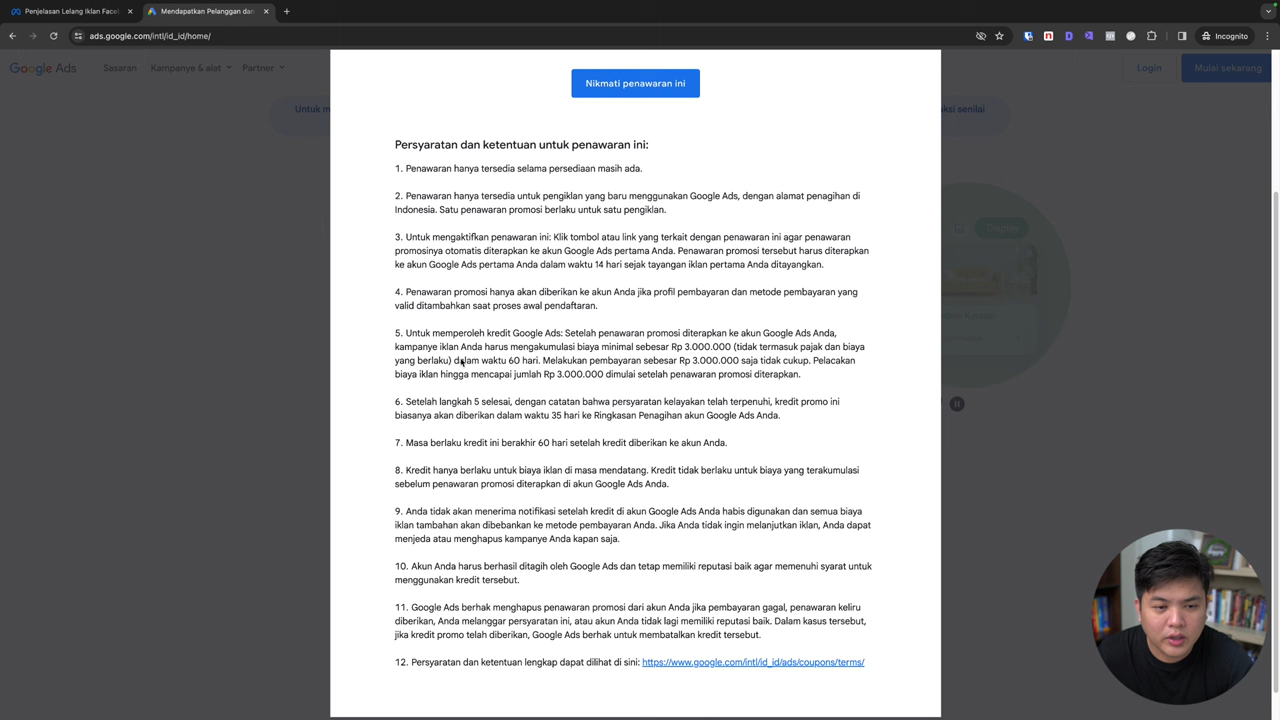 Penjelasan Lelang Iklan Faceb
Mendapatkan Pelanggan dan
ads.google.com/intl/id_id/home/
Incognito
Google Ads
Sasaran
Kampanye & alat
Partner
Login
Mulai sekarang
Nikmati penawaran ini
Untuk m
ksi senilai
Persyaratan dan ketentuan untuk penawaran ini:
1. Penawaran hanya tersedia selama persediaan masih ada.
2. Penawaran hanya tersedia untuk pengiklan yang baru menggunakan Google Ads, dengan alamat penagihan di
Indonesia. Satu penawaran promosi berlaku untuk satu pengiklan.
Display
3. Untuk mengaktifkan penawaran ini: Klik tombol atau link yang terkait dengan penawaran ini agar penawaran
promosinya otomatis diterapkan ke akun Google Ads pertama Anda. Penawaran promosi tersebut harus diterapkan
ke akun Google Ads pertama Anda dalam waktu 14 hari sejak tayangan iklan pertama Anda ditayangkan.
4. Penawaran promosi hanya akan diberikan ke akun Anda jika profil pembayaran dan metode pembayaran yang
valid ditambahkan saat proses awal pendaftaran.
5. Untuk memperoleh kredit Google Ads: Setelah penawaran promosi diterapkan ke akun Google Ads Anda,
kampanye iklan Anda harus mengakumulasi biaya minimal sebesar Rp 3.000.000 (tidak termasuk pajak dan biaya
yang berlaku) dalam waktu 60 hari. Melakukan pembayaran sebesar Rp 3.000.000 saja tidak cukup. Pelacakan
biaya iklan hingga mencapai jumlah Rp 3.000.000 dimulai setelah penawaran promosi diterapkan.
6. Setelah langkah 5 selesai, dengan catatan bahwa persyaratan kelayakan telah terpenuhi, kredit promo ini
biasanya akan diberikan dalam waktu 35 hari ke Ringkasan Penagihan akun Google Ads Anda.
7. Masa berlaku kredit ini berakhir 60 hari setelah kredit diberikan ke akun Anda.
8. Kredit hanya berlaku untuk biaya iklan di masa mendatang. Kredit tidak berlaku untuk biaya yang terakumulasi
sebelum penawaran promosi diterapkan di akun Google Ads Anda.
9. Anda tidak akan menerima notifikasi setelah kredit di akun Google Ads Anda habis digunakan dan semua biaya
iklan tambahan akan dibebankan ke metode pembayaran Anda. Jika Anda tidak ingin melanjutkan iklan, Anda dapat
menjeda atau menghapus kampanye Anda kapan saja.
10. Akun Anda harus berhasil ditagih oleh Google Ads dan tetap memiliki reputasi baik agar memenuhi syarat untuk
menggunakan kredit tersebut.
11. Google Ads berhak menghapus penawaran promosi dari akun Anda jika pembayaran gagal, penawaran keliru
diberikan, Anda melanggar persyaratan ini, atau akun Anda tidak lagi memiliki reputasi baik. Dalam kasus tersebut,
jika kredit promo telah diberikan, Google Ads berhak untuk membatalkan kredit tersebut.
12. Persyaratan dan ketentuan lengkap dapat dilihat di sini: https://www.google.com/intl/id_id/ads/coupons/terms/